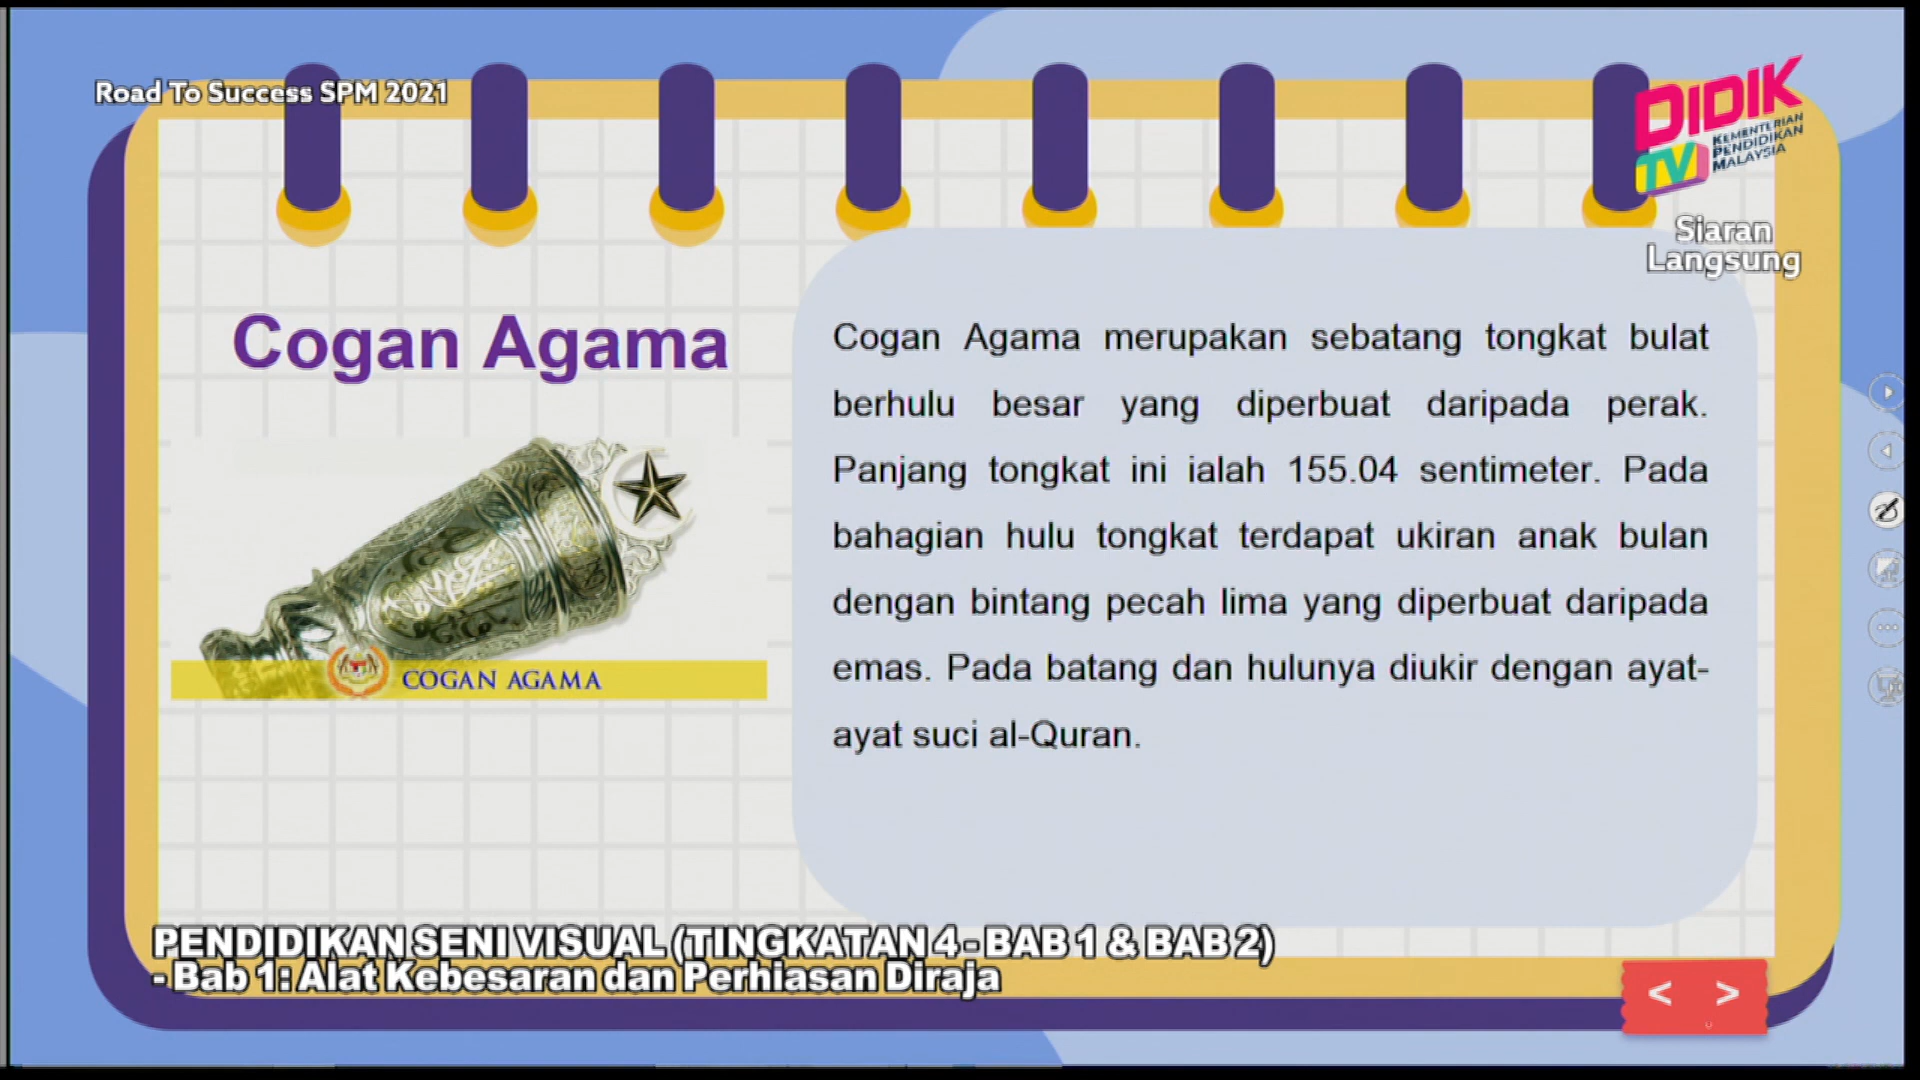 Road To Success SPM 2021
DIDIK
TV
KEMENTERIAN
PENDIDIKAN
MALAYSIA
Siaran
Langsung
Cogan Agama
COGAN AGAMA
Cogan Agama merupakan sebatang tongkat bulat
berhulu besar yang diperbuat daripada perak.
Panjang tongkat ini ialah 155.04 sentimeter. Pada
bahagian hulu tongkat terdapat ukiran anak bulan
dengan bintang pecah lima yang diperbuat daripada
emas. Pada batang dan hulunya diukir dengan ayat-
ayat suci al-Quran.
PENDIDIKAN SENI VISUAL (TINGKATAN 4 - BAB 1 & BAB 2)
- Bab 1: Alat Kebesaran dan Perhiasan Diraja
< >